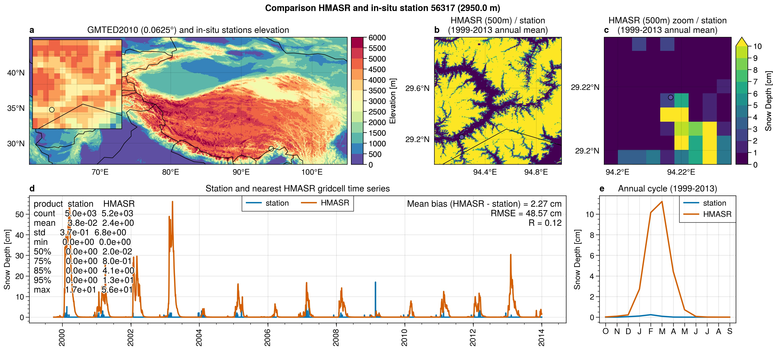 Comparison HMASR and in-situ station 56317 (2950.0 m)
a GMTED2010 (0.0625°) and in-situ stations elevation
40°N
35°N
30°N
70°E 80°E 90°E 100°E
6000
5500
5000
4500
4000
3500
3000
2500
2000
1500
1000
500
0
Elevation [m]
b HMASR (500m) / station
(1999-2013 annual mean)
29.6°N
29.2°N
94.4°E 94.8°E
c HMASR (500m) zoom / station
(1999-2013 annual mean)
29.22°N
29.2°N
94.2°E 94.22°E
10
9
8
7
6
5
4
3
2
1
0
Snow Depth [cm]
d Station and nearest HMASR gridcell time series
product station HMASR
count 5.0e+03 5.2e+03
mean 2.4e+00
std 6.8e+00
min 0.0e+00 0.0e+00
50% 0.0e+00 2.0e-02
75% 0.0e+00 8.0e-01
85% 0.0e+00 4.1e+00
95% 0.0e+00 1.3e+01
max 1.7e+01 5.6e+01
station HMASR
Mean bias (HMASR - station) = 2.27 cm
RMSE = 48.57 cm
R = 0.12
Snow Depth [cm]
50
40
30
20
10
0
2000 2002 2004 2006 2008 2010 2012 2014
e Annual cycle (1999-2013)
station
HMASR
Snow Depth [cm]
10
8
6
4
2
0
O N D J F M A M J J A S